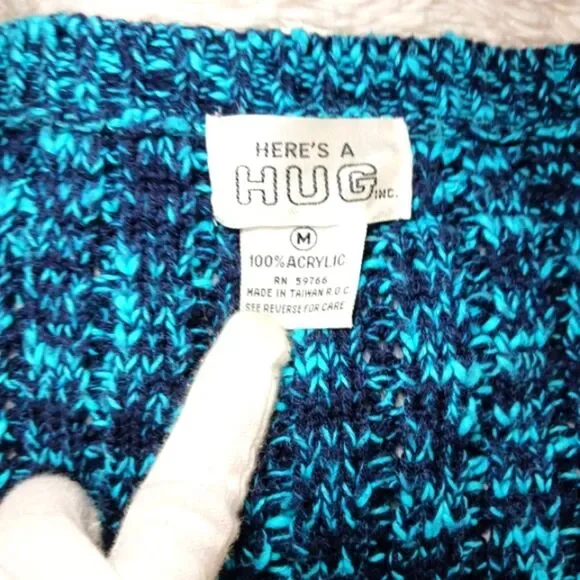 HERE'S A
HUG INC.
M
100% ACRYLIC
RN 59766
MADE IN TAIWAN R.O.C
SEE REVERSE FOR CARE